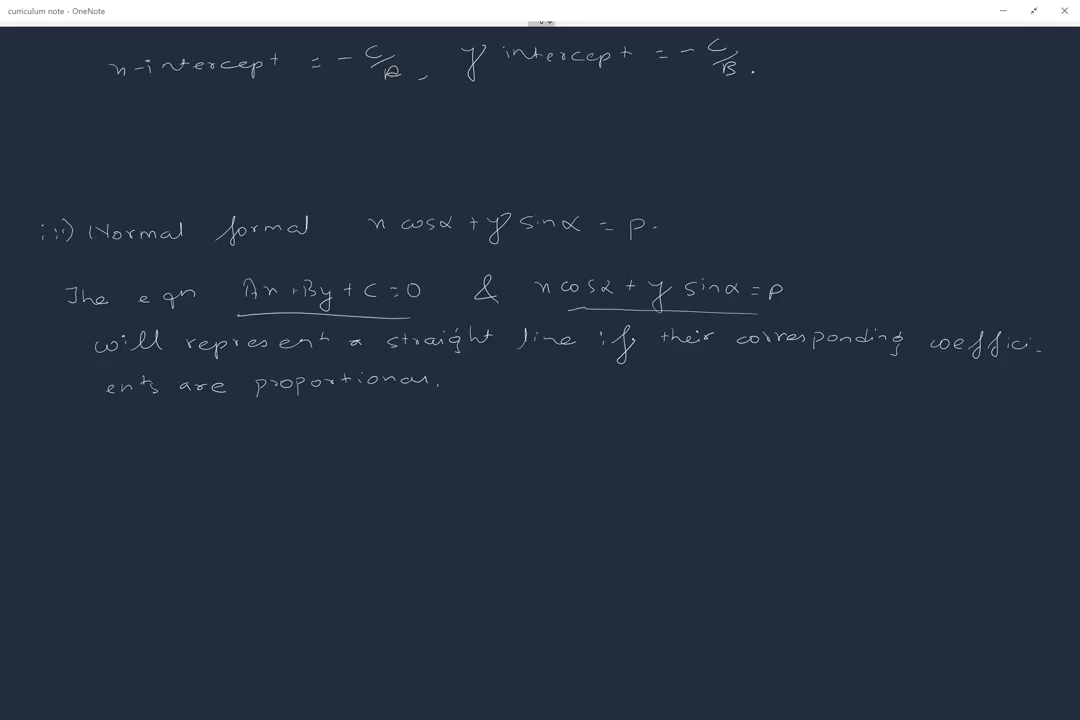 curriculum note - OneNote
x-intercept = - C/A, y intercept = - C/B.
iii) Normal formal x cosα + y sinα = p.
The eqn Ax+By+C=0 & x cosα + y sinα = p
will represent a straight line if their corresponding coeffici-
ents are proportional.